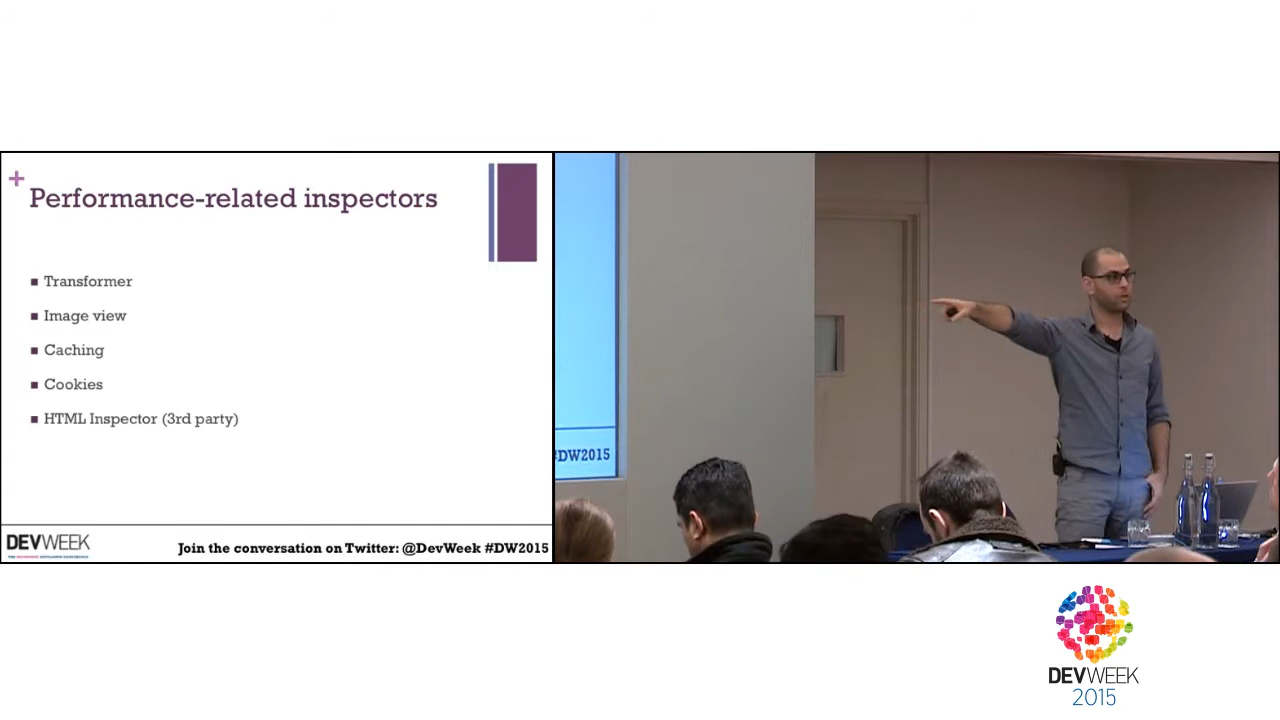 +
Performance-related inspectors
Transformer
Image view
Caching
Cookies
HTML Inspector (3rd party)
DEVWEEK
Join the conversation on Twitter: @DevWeek #DW2015
#DW2015
DEVWEEK
2015